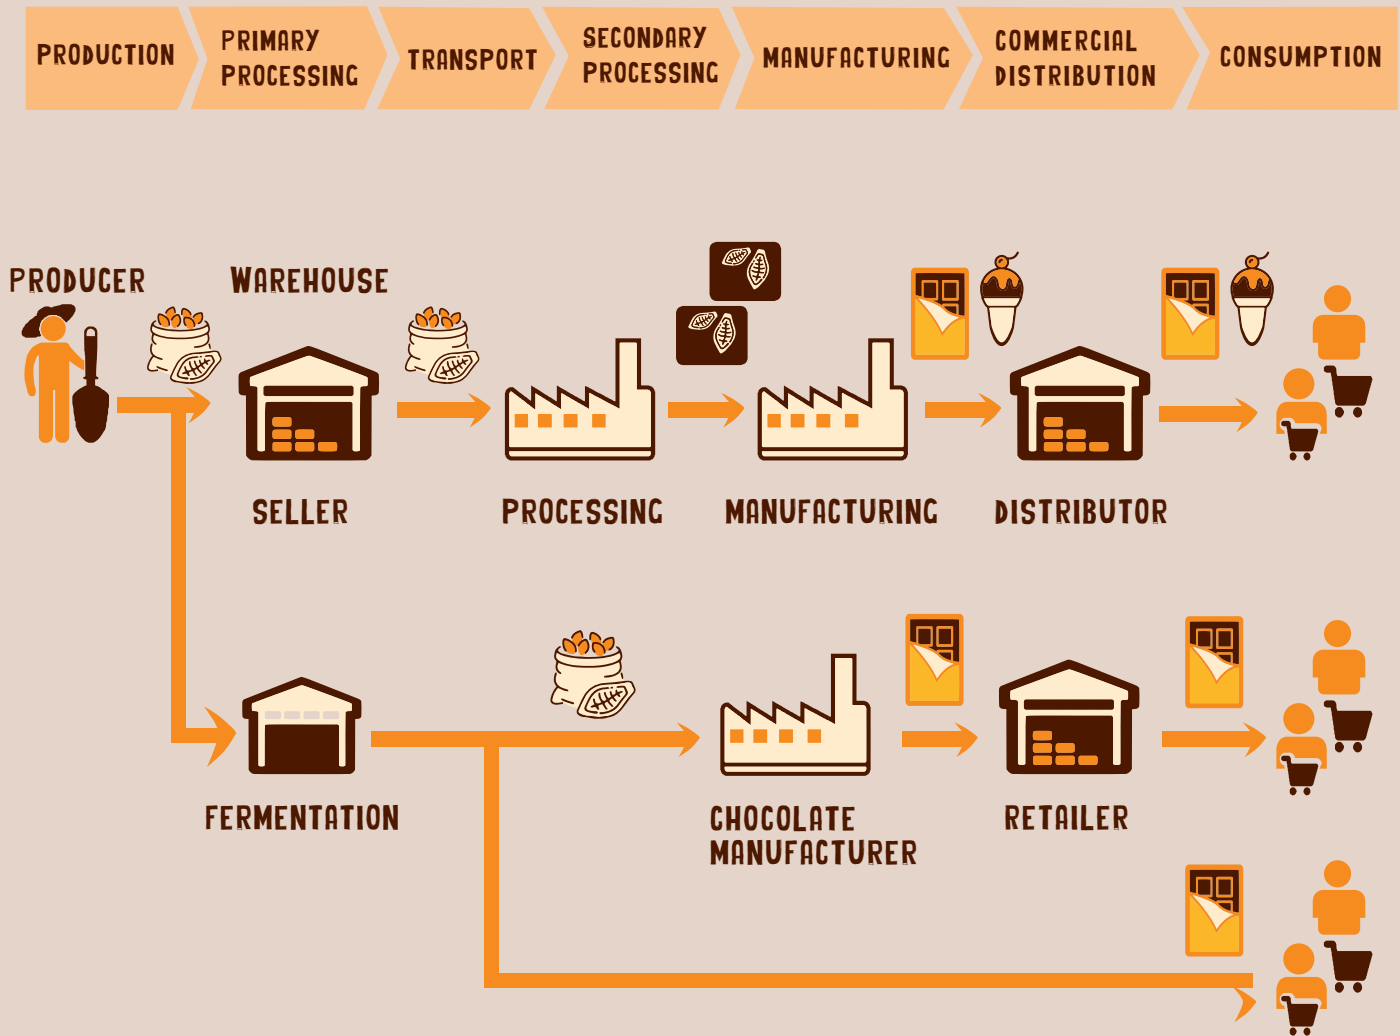 PRODUCTION
PRIMARY
PROCESSING
TRANSPORT
SECONDARY
PROCESSING
MANUFACTURING
COMMERCIAL
DISTRIBUTION
CONSUMPTION
PRODUCER
WAREHOUSE
SELLER
PROCESSING
MANUFACTURING
DISTRIBUTOR
FERMENTATION
CHOCOLATE
MANUFACTURER
RETAILER